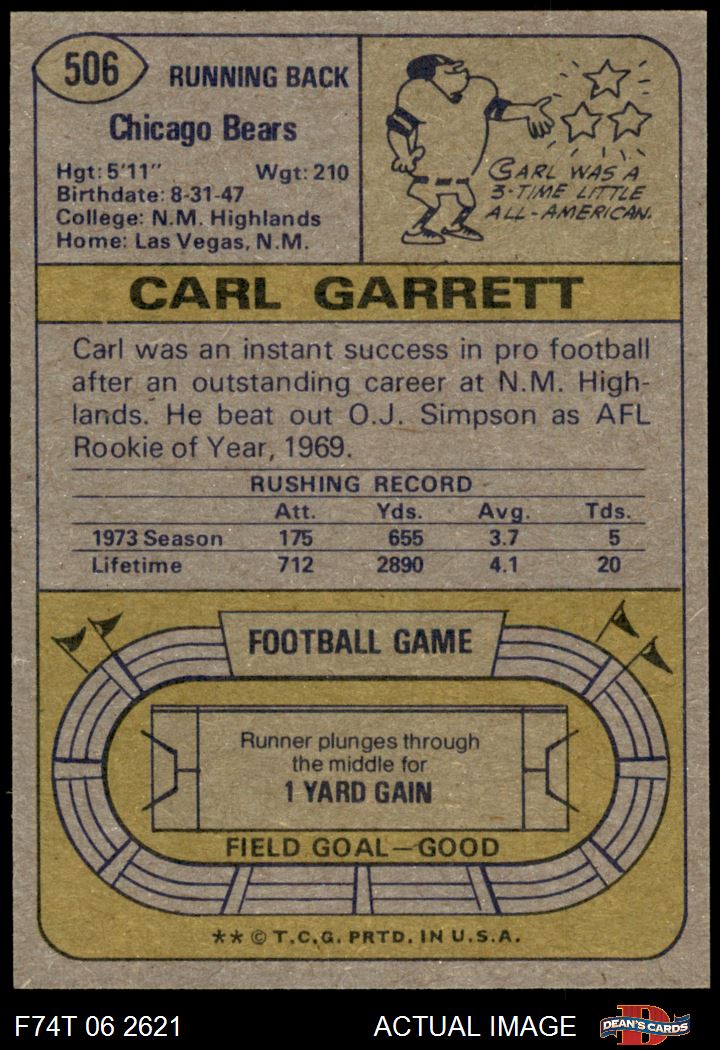 506
RUNNING BACK
Chicago Bears
Hgt: 5'11" Wgt: 210
Birthdate: 8-31-47
College: N.M. Highlands
Home: Las Vegas, N.M.
CARL WAS A
3-TIME LITTLE
ALL-AMERICAN.
CARL GARRETT
Carl was an instant success in pro football
after an outstanding career at N.M. High-
lands. He beat out O.J. Simpson as AFL
Rookie of Year, 1969.
RUSHING RECORD
Att. Yds. Avg. Tds.
1973 Season 175 655 3.7 5
Lifetime 712 2890 4.1 20
FOOTBALL GAME
Runner plunges through
the middle for
1 YARD GAIN
FIELD GOAL—GOOD
** © T.C.G. PRTD. IN U.S.A.
F74T 06 2621 ACTUAL IMAGE
D
DEAN'S CARDS